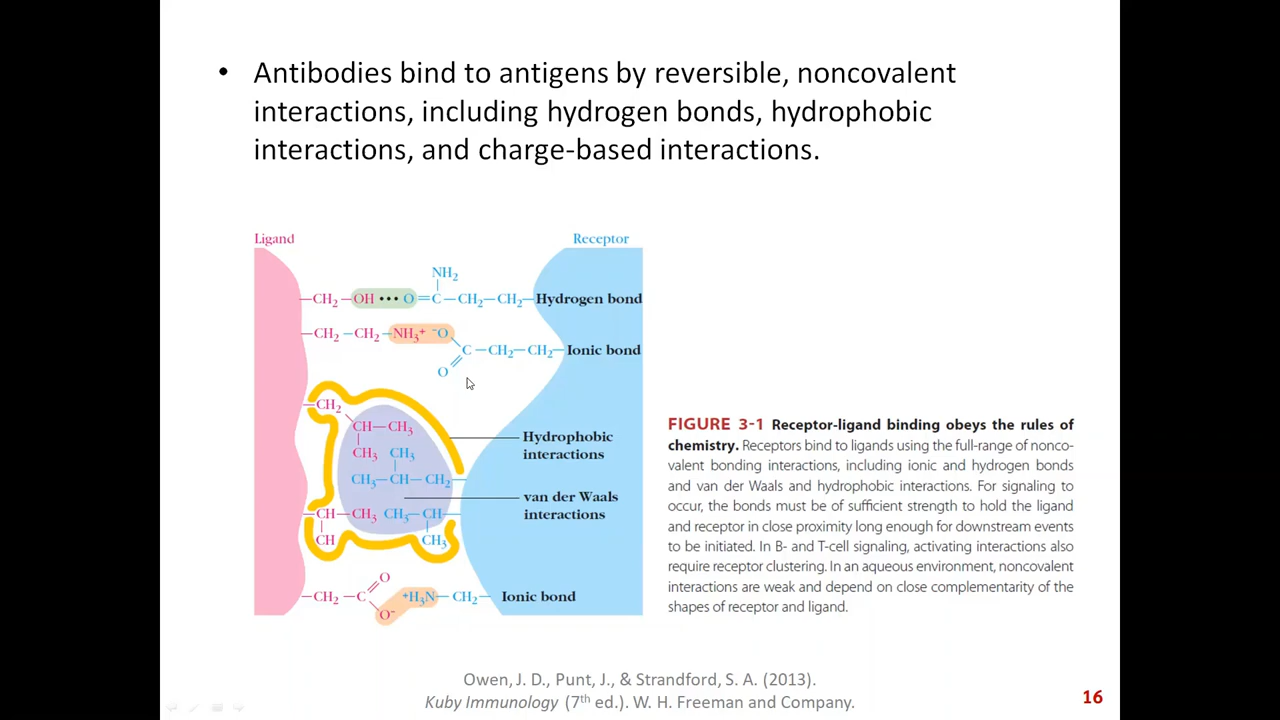 • Antibodies bind to antigens by reversible, noncovalent
interactions, including hydrogen bonds, hydrophobic
interactions, and charge-based interactions.
Ligand
Receptor
NH₂
—CH₂—OH ••• O=C—CH₂—CH₂— Hydrogen bond
—CH₂—CH₂—NH₃⁺ ⁻O
C—CH₂—CH₂— Ionic bond
O
—CH₂
CH—CH₃
Hydrophobic
interactions
CH₃ CH₃
CH₃—CH—CH₂—
van der Waals
interactions
—CH—CH₃ CH₃—CH—
CH
CH₃
O
—CH₂—C ⁺H₃N—CH₂— Ionic bond
O⁻
FIGURE 3-1 Receptor-ligand binding obeys the rules of
chemistry. Receptors bind to ligands using the full-range of nonco-
valent bonding interactions, including ionic and hydrogen bonds
and van der Waals and hydrophobic interactions. For signaling to
occur, the bonds must be of sufficient strength to hold the ligand
and receptor in close proximity long enough for downstream events
to be initiated. In B- and T-cell signaling, activating interactions also
require receptor clustering. In an aqueous environment, noncovalent
interactions are weak and depend on close complementarity of the
shapes of receptor and ligand.
Owen, J. D., Punt, J., & Strandford, S. A. (2013).
Kuby Immunology (7th ed.). W. H. Freeman and Company.
16